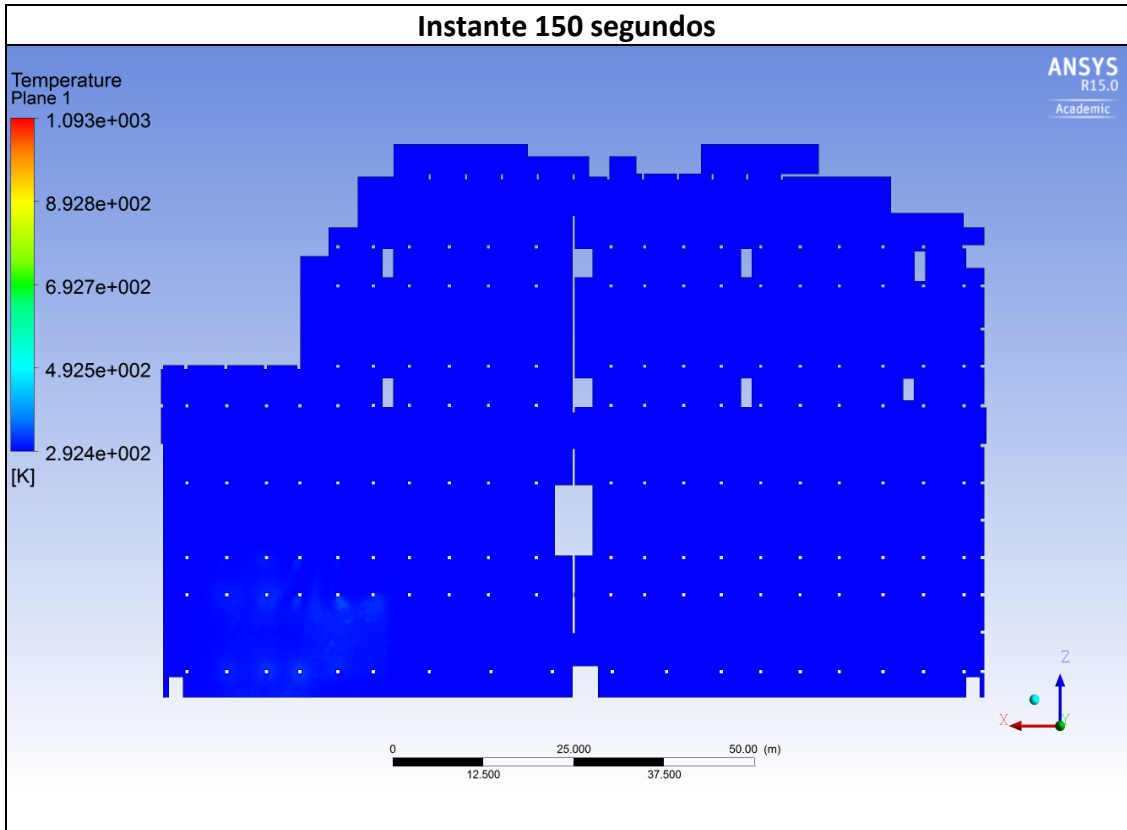 Instante 150 segundos
ANSYS
R15.0
Academic
Temperature
Plane 1
1.093e+003
8.928e+002
6.927e+002
4.925e+002
2.924e+002
[K]
Z
X
Y
0 25.000 50.00 (m)
12.500 37.500